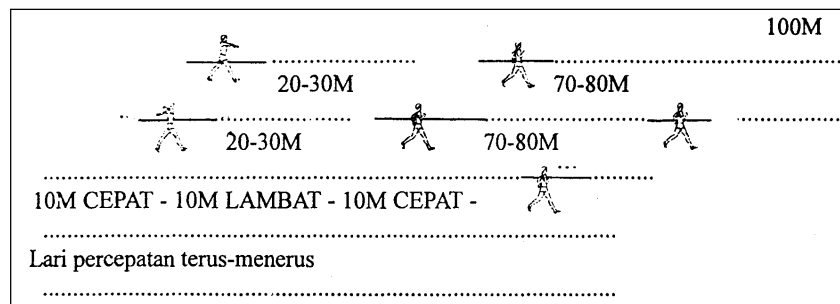 100M
20-30M 70-80M
20-30M 70-80M
10M CEPAT - 10M LAMBAT - 10M CEPAT -
Lari percepatan terus-menerus